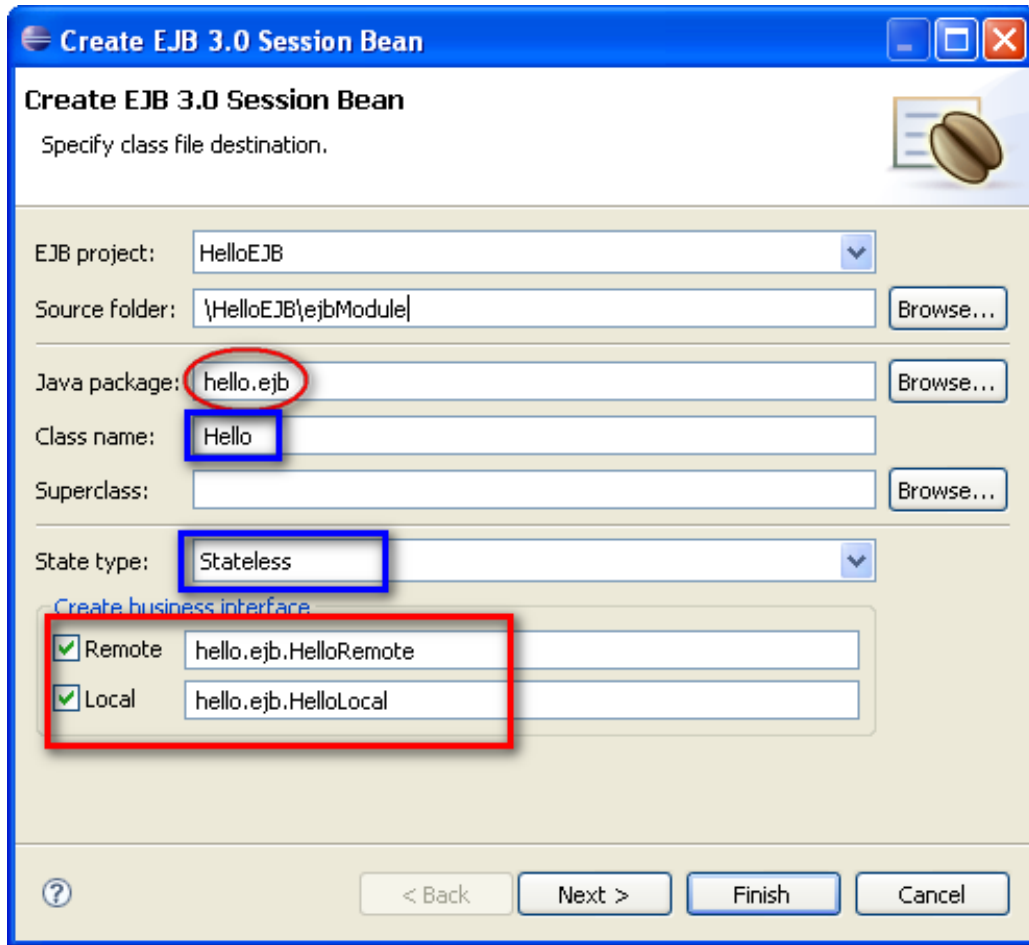 Create EJB 3.0 Session Bean
Create EJB 3.0 Session Bean
Specify class file destination.
EJB project: HelloEJB
Source folder: \HelloEJB\ejbModule Browse...
Java package: hello.ejb Browse...
Class name: Hello
Superclass: Browse...
State type: Stateless
Create business interface
Remote hello.ejb.HelloRemote
Local hello.ejb.HelloLocal
? < Back Next > Finish Cancel